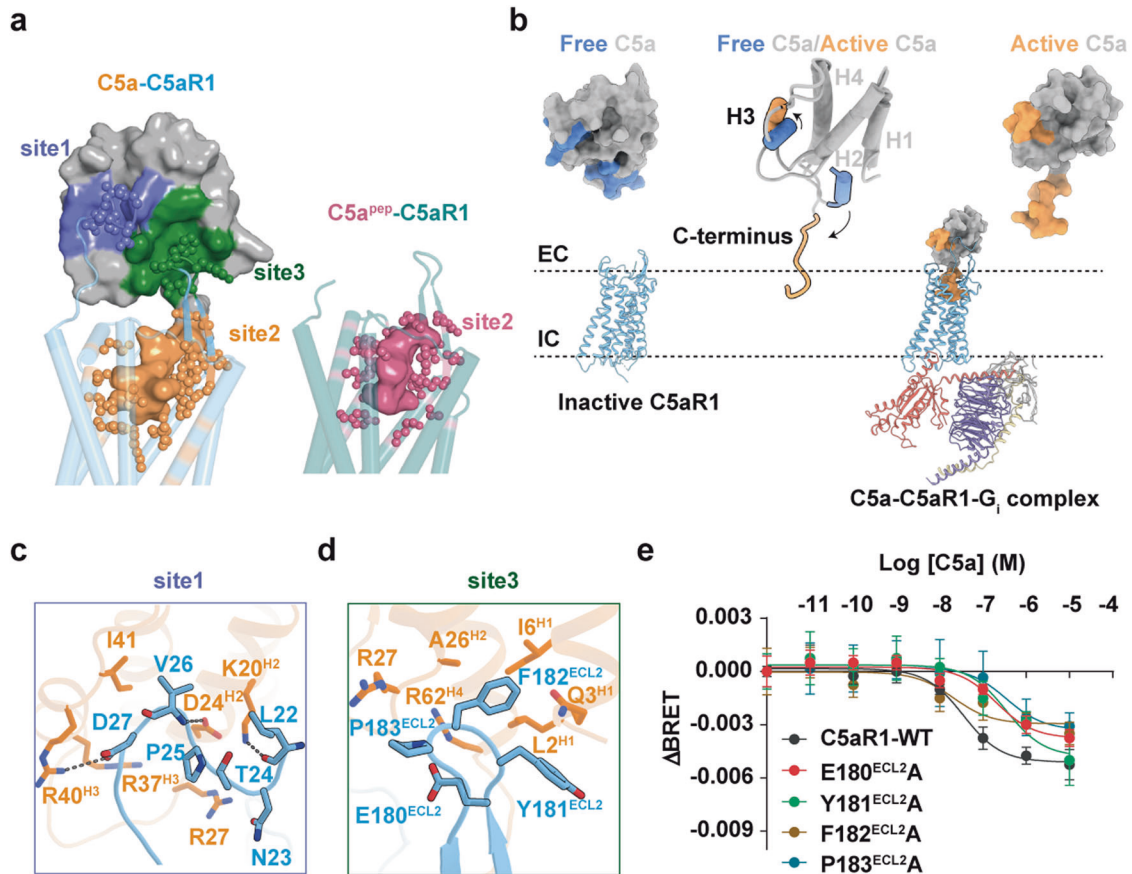 a
C5a-C5aR1
site1
site3
site2
C5a^pep-C5aR1
site2
b
Free C5a
Free C5a/Active C5a
Active C5a
H4
H3
H1
H2
C-terminus
EC
IC
Inactive C5aR1
C5a-C5aR1-G_i complex
c
site1
I41
V26
K20^H2
D24^H2
L22
D27
P25
T24
R40^H3
R37^H3
R27
N23
d
site3
A26^H2
I6^H1
R27
F182^ECL2
R62^H4
Q3^H1
P183^ECL2
L2^H1
E180^ECL2
Y181^ECL2
e
Log [C5a] (M)
-11 -10 -9 -8 -7 -6 -5 -4
0.003
0.000
-0.003
-0.006
-0.009
ΔBRET
C5aR1-WT
E180^ECL2A
Y181^ECL2A
F182^ECL2A
P183^ECL2A